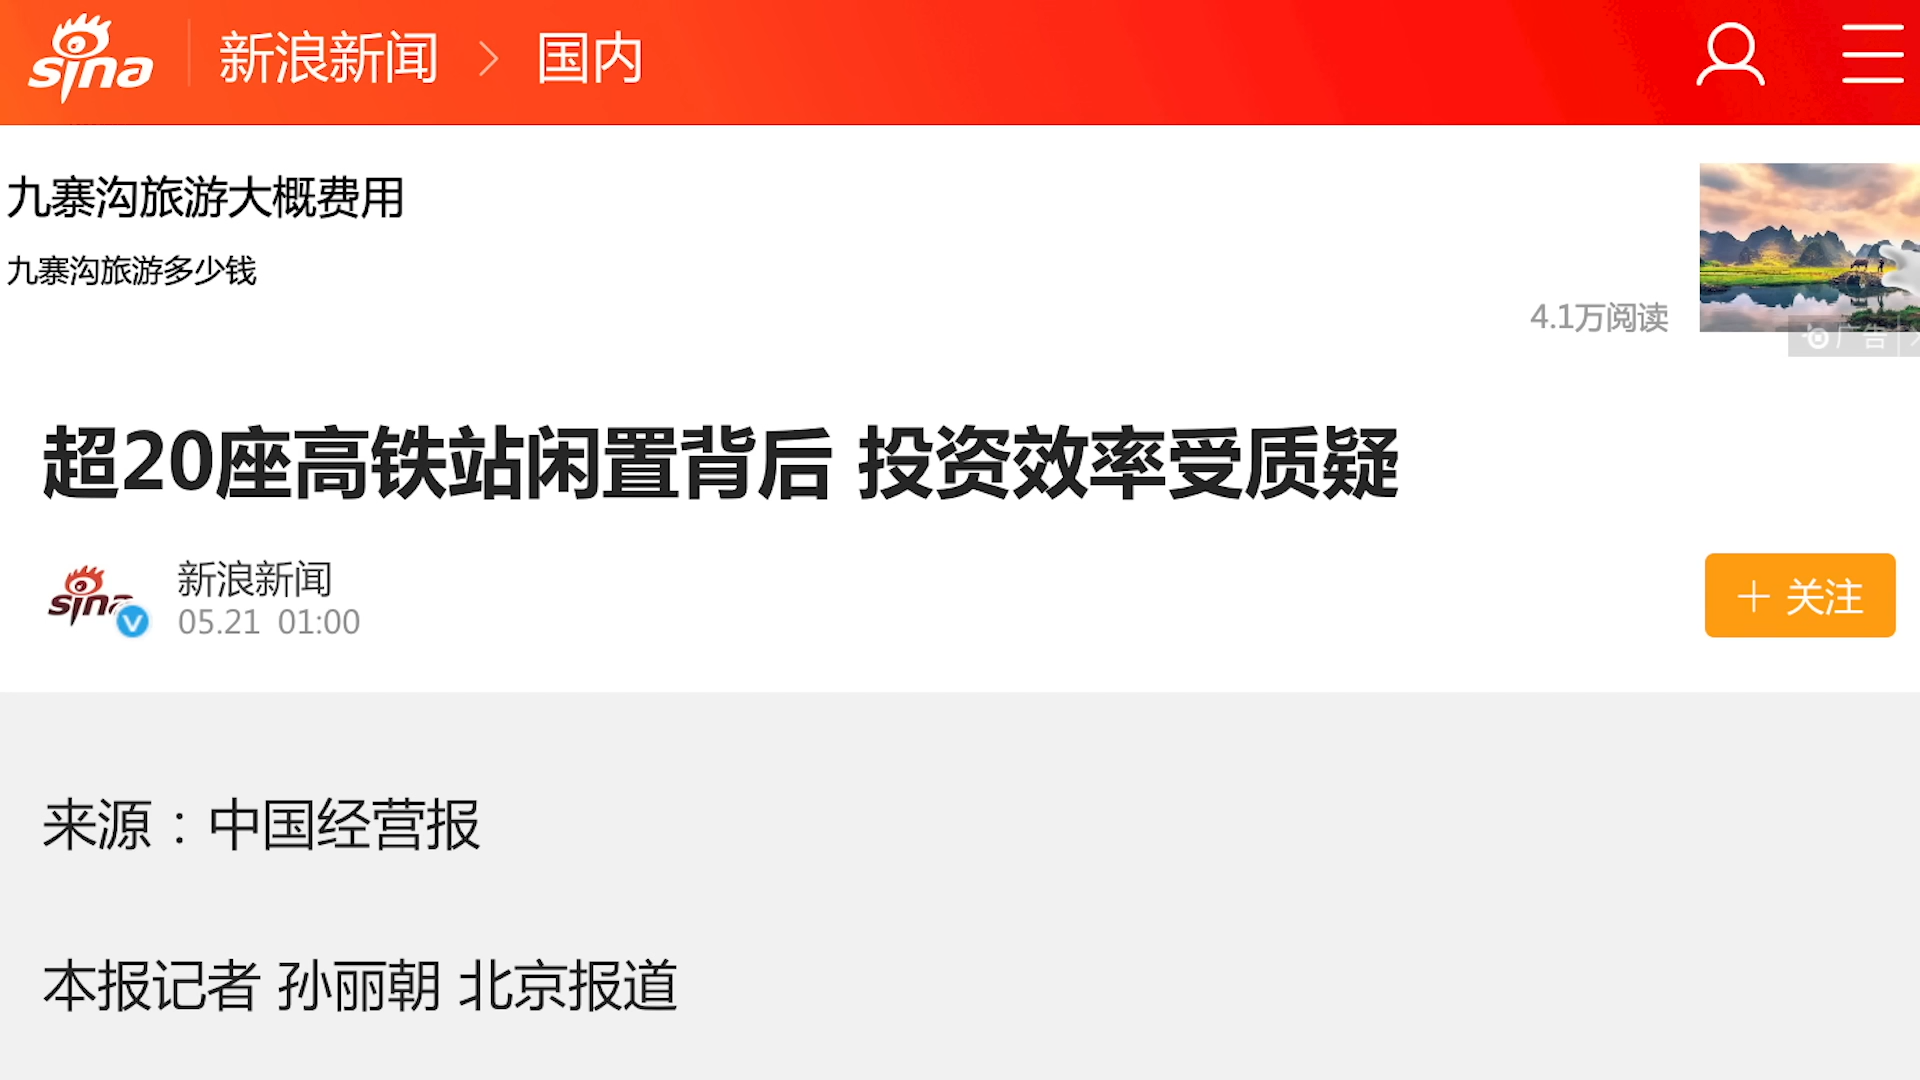 sina 新浪新闻 > 国内
九寨沟旅游大概费用
九寨沟旅游多少钱
4.1万阅读
广告
超20座高铁站闲置背后 投资效率受质疑
sina 新浪新闻
05.21 01:00
+ 关注
来源：中国经营报
本报记者 孙丽朝 北京报道